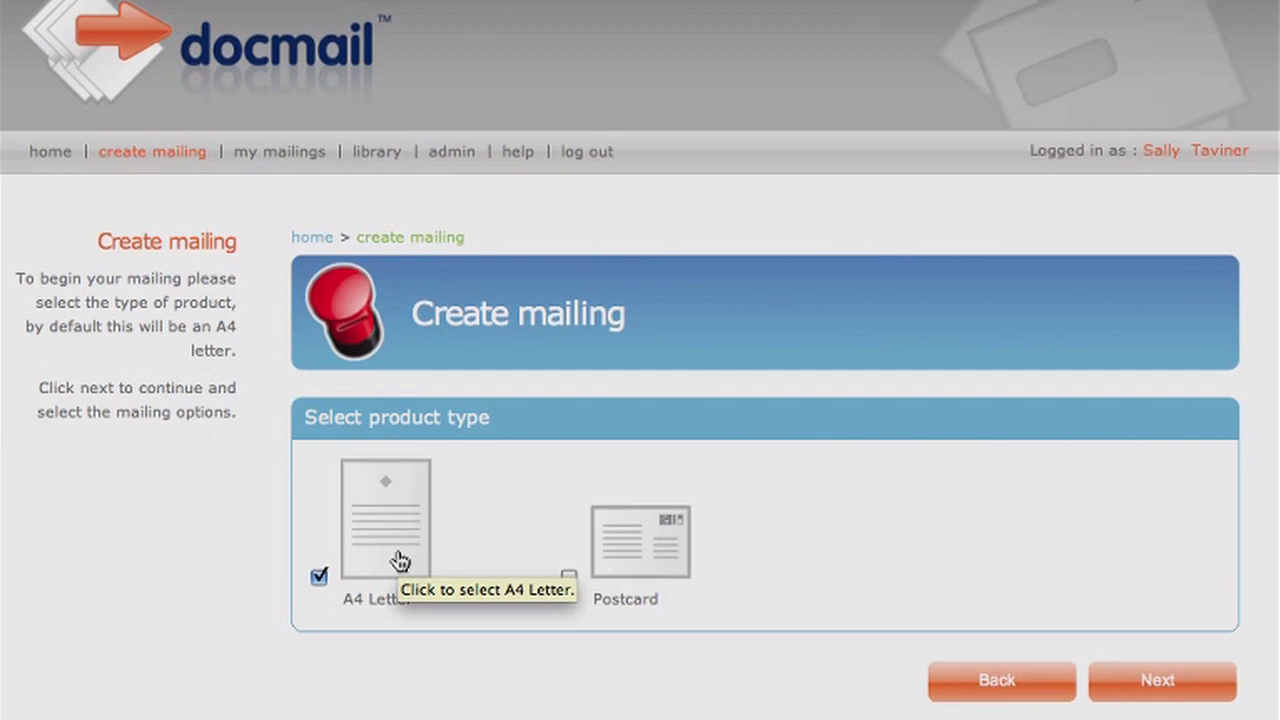 docmail™
home | create mailing | my mailings | library | admin | help | log out
Logged in as : Sally Taviner
Create mailing
To begin your mailing please
select the type of product,
by default this will be an A4
letter.
Click next to continue and
select the mailing options.
home > create mailing
Create mailing
Select product type
A4 Letter
Click to select A4 Letter.
Postcard
Back
Next